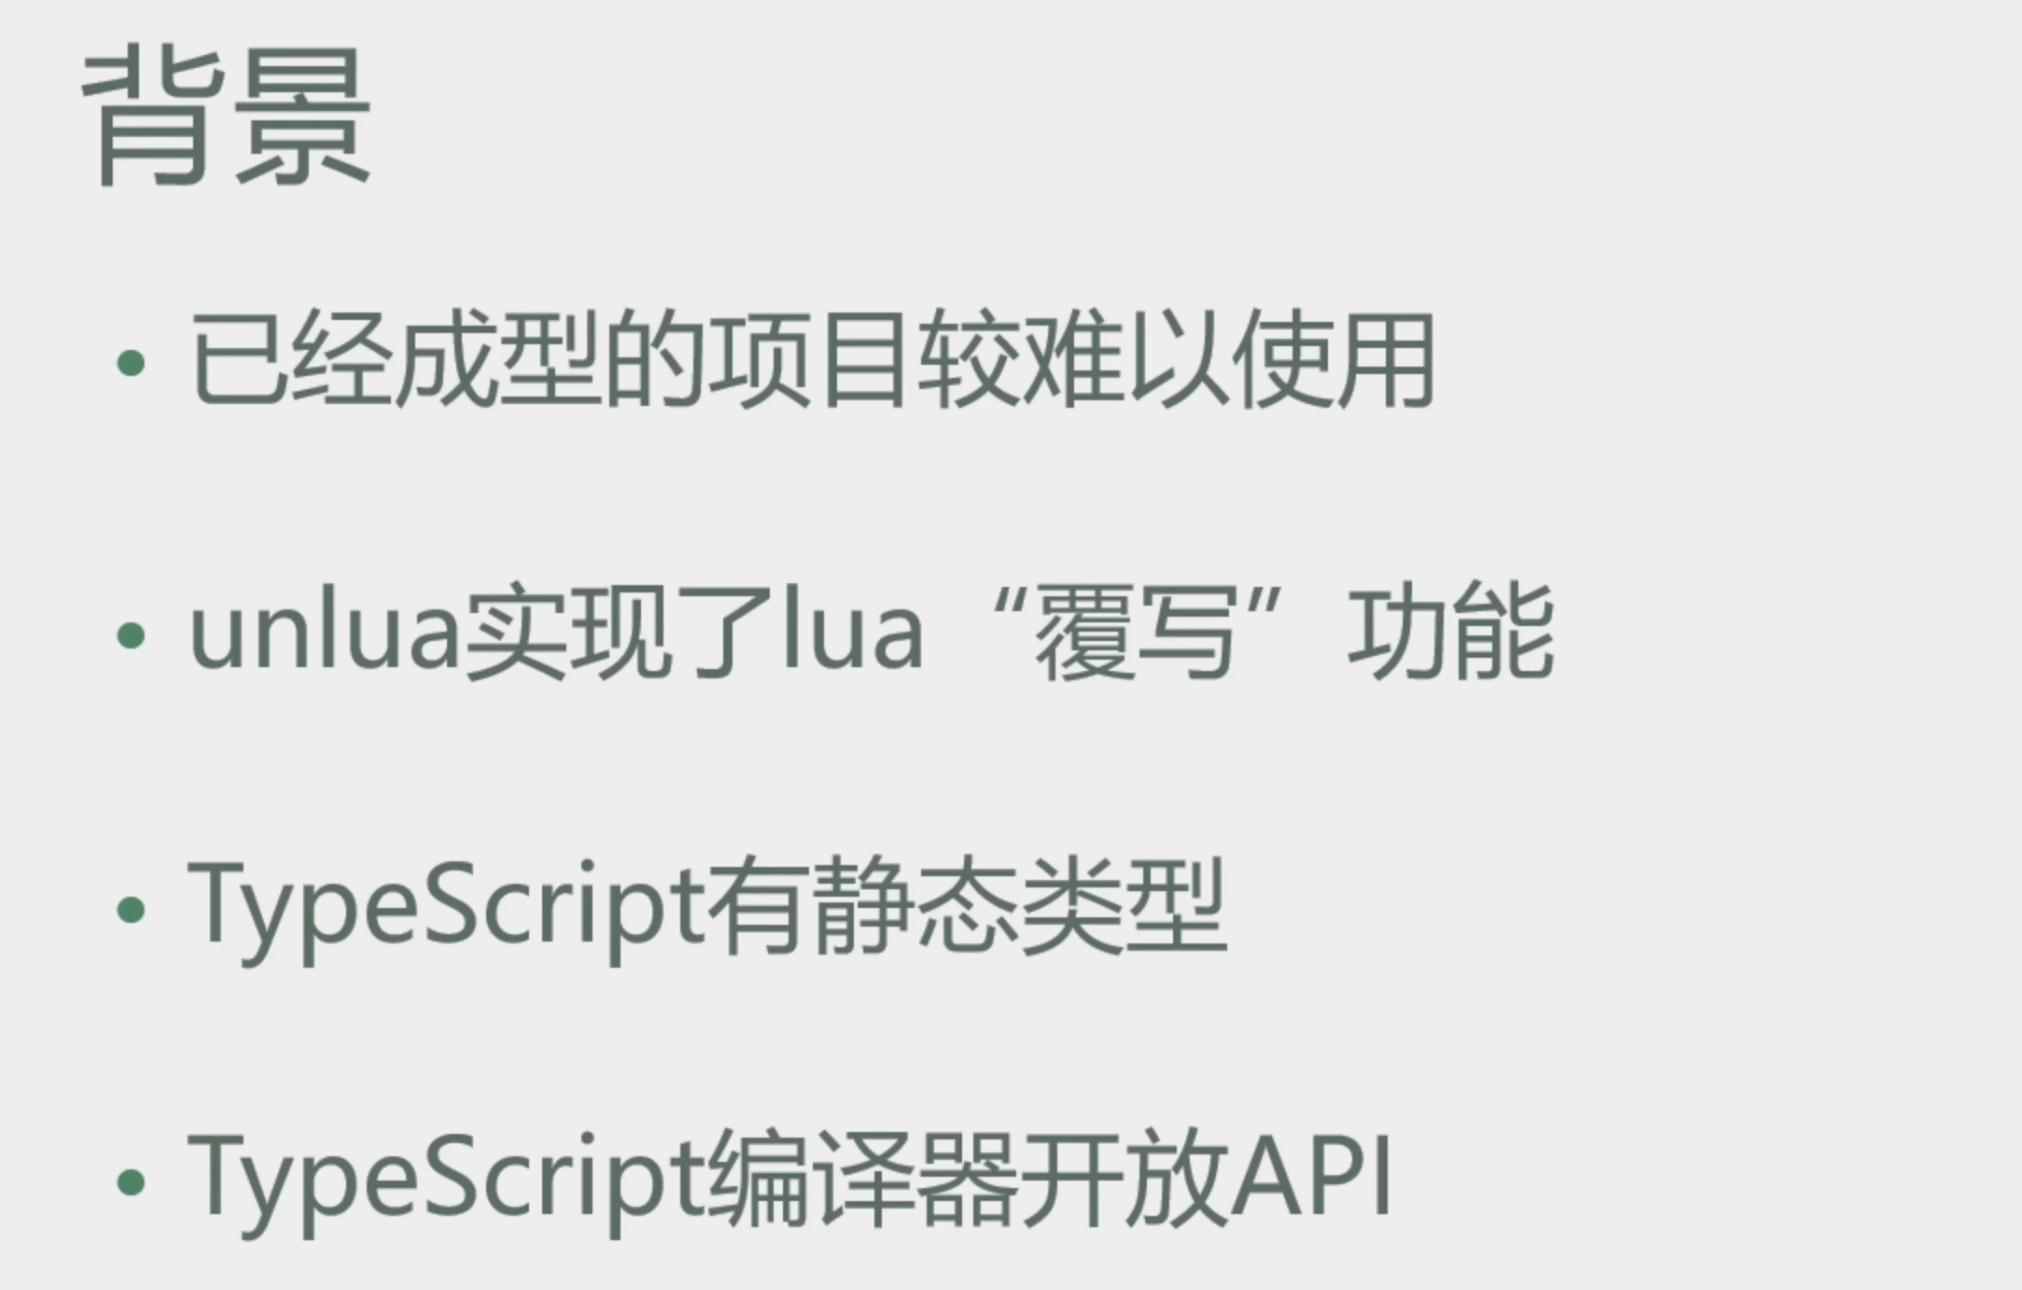 背景
已经成型的项目较难以使用
unlua实现了lua“覆写”功能
TypeScript有静态类型
TypeScript编译器开放API